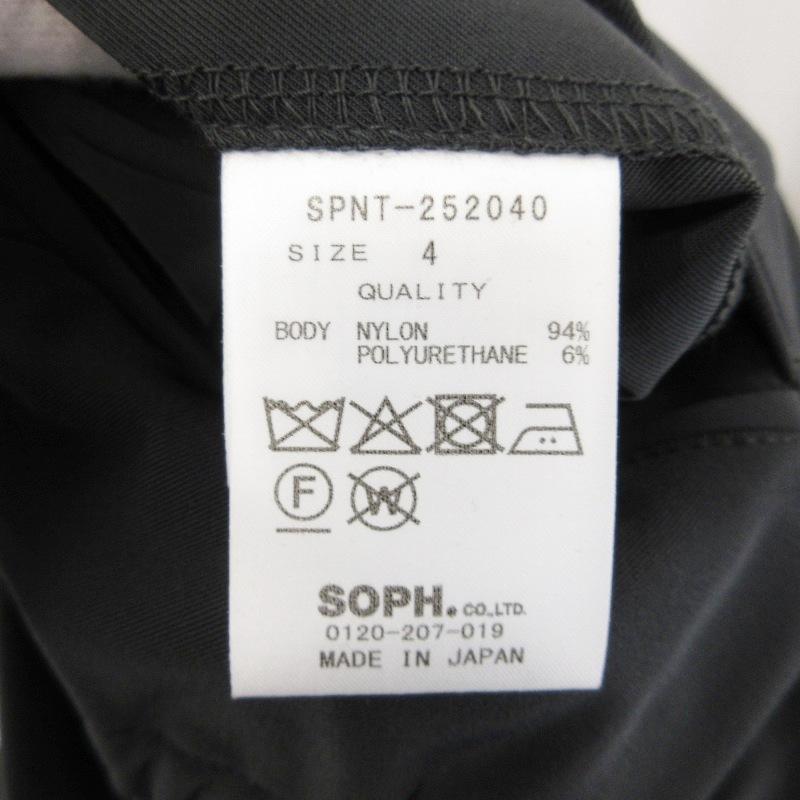 SPNT-252040
SIZE 4
QUALITY
BODY NYLON 94%
POLYURETHANE 6%
F W
SOPH. CO.,LTD.
0120-207-019
MADE IN JAPAN